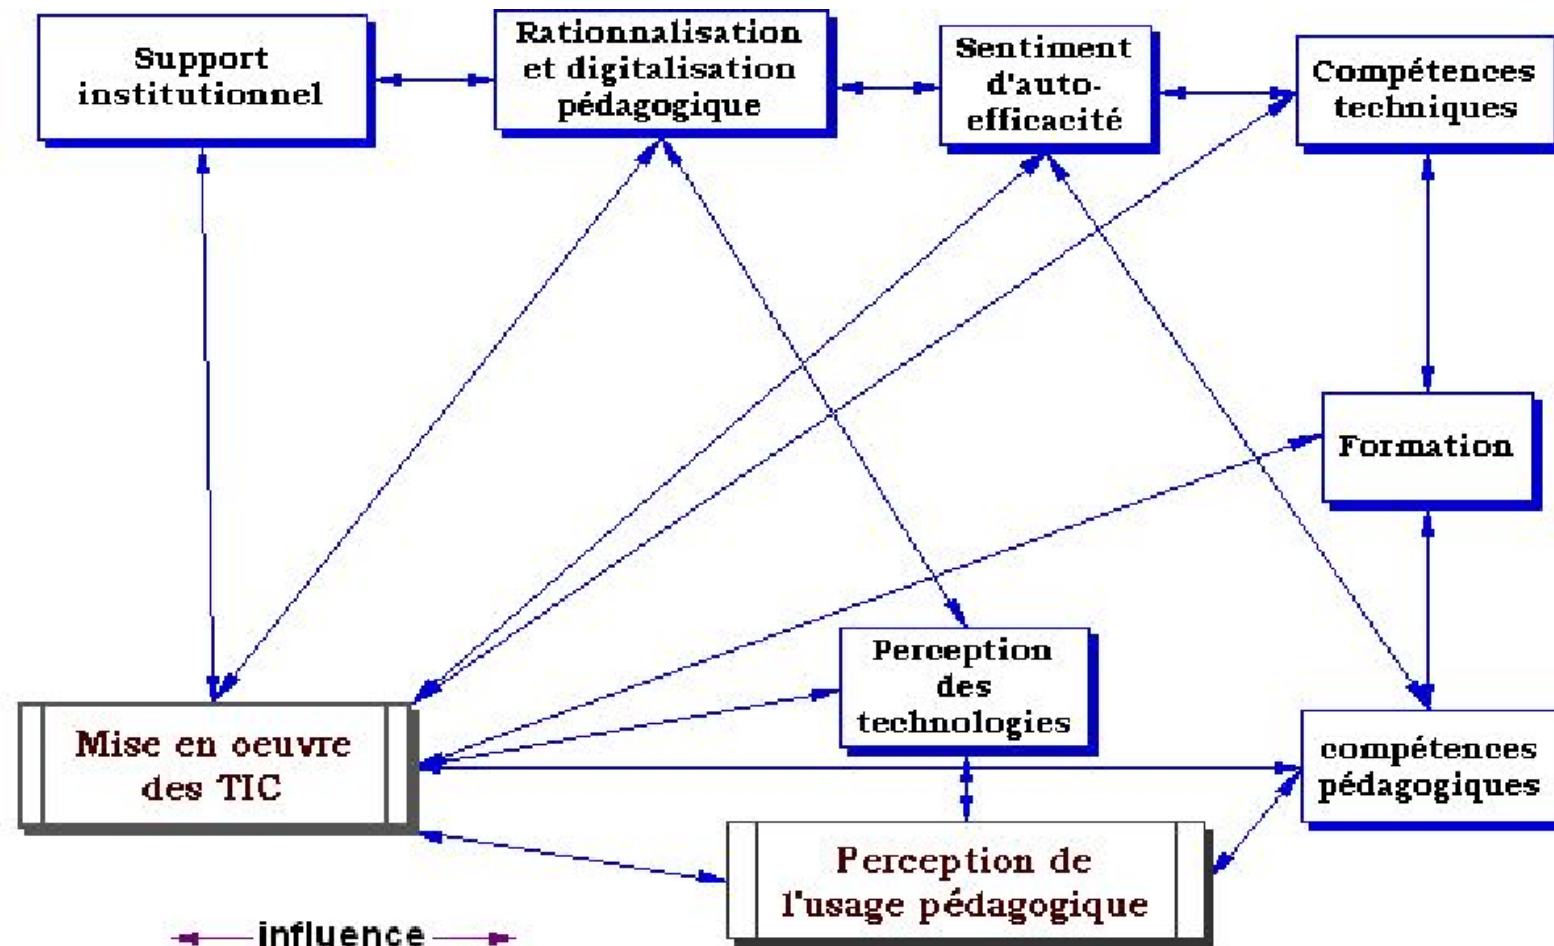 Support
institutionnel
Rationnalisation
et digitalisation
pédagogique
Sentiment
d'auto-
efficacité
Compétences
techniques
Formation
Perception
des
technologies
Mise en oeuvre
des TIC
compétences
pédagogiques
Perception de
l'usage pédagogique
influence